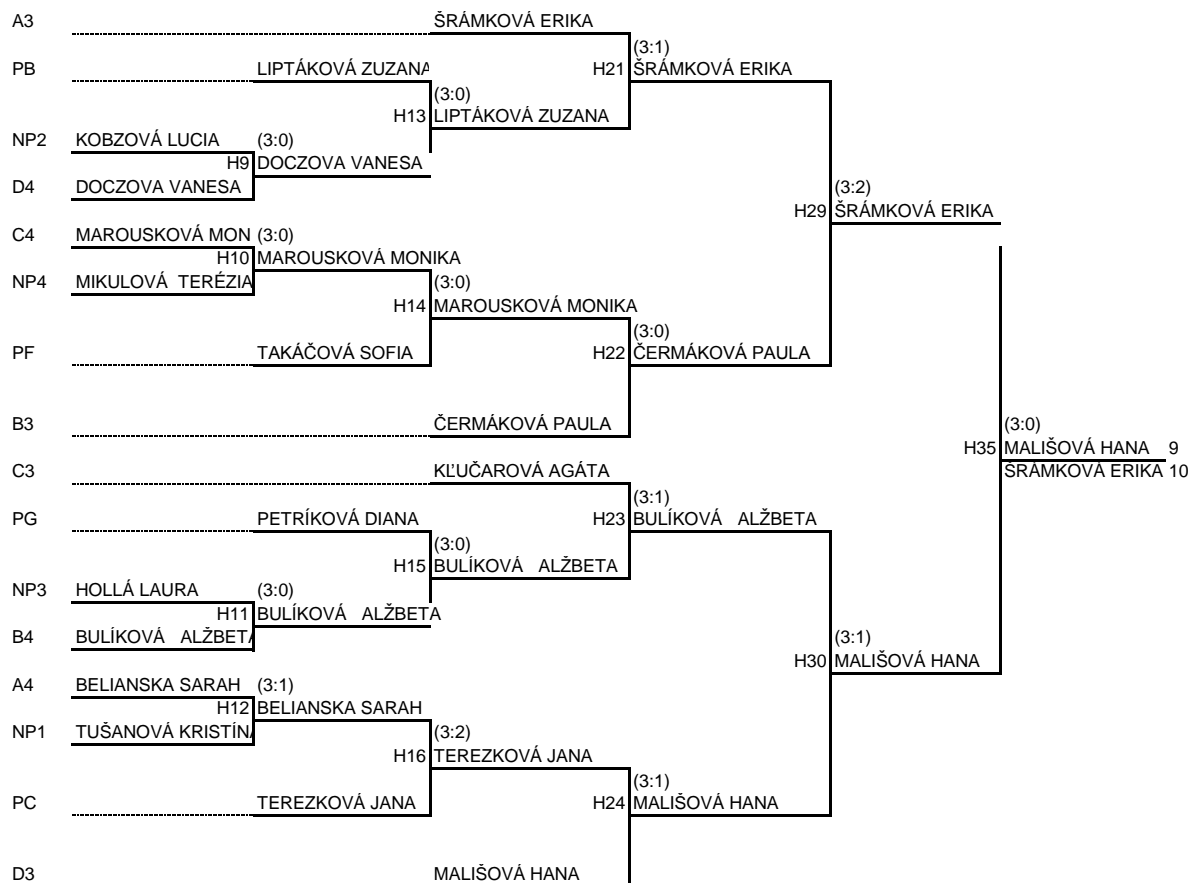 A3 ŠRÁMKOVÁ ERIKA
(3:1)
PB LIPTÁKOVÁ ZUZANA H21 ŠRÁMKOVÁ ERIKA
(3:0)
H13 LIPTÁKOVÁ ZUZANA
NP2 KOBZOVÁ LUCIA (3:0)
H9 DOCZOVA VANESA
D4 DOCZOVA VANESA (3:2)
H29 ŠRÁMKOVÁ ERIKA
C4 MAROUSKOVÁ MON (3:0)
H10 MAROUSKOVÁ MONIKA
NP4 MIKULOVÁ TERÉZIA (3:0)
H14 MAROUSKOVÁ MONIKA
(3:0)
PF TAKÁČOVÁ SOFIA H22 ČERMÁKOVÁ PAULA
B3 ČERMÁKOVÁ PAULA (3:0)
H35 MALIŠOVÁ HANA 9
C3 KĽUČAROVÁ AGÁTA ŠRÁMKOVÁ ERIKA 10
(3:1)
PG PETRÍKOVÁ DIANA H23 BULÍKOVÁ ALŽBETA
(3:0)
H15 BULÍKOVÁ ALŽBETA
NP3 HOLLÁ LAURA (3:0)
H11 BULÍKOVÁ ALŽBETA
B4 BULÍKOVÁ ALŽBETA (3:1)
H30 MALIŠOVÁ HANA
A4 BELIANSKA SARAH (3:1)
H12 BELIANSKA SARAH
NP1 TUŠANOVÁ KRISTÍNA (3:2)
H16 TEREZKOVÁ JANA
(3:1)
PC TEREZKOVÁ JANA H24 MALIŠOVÁ HANA
D3 MALIŠOVÁ HANA